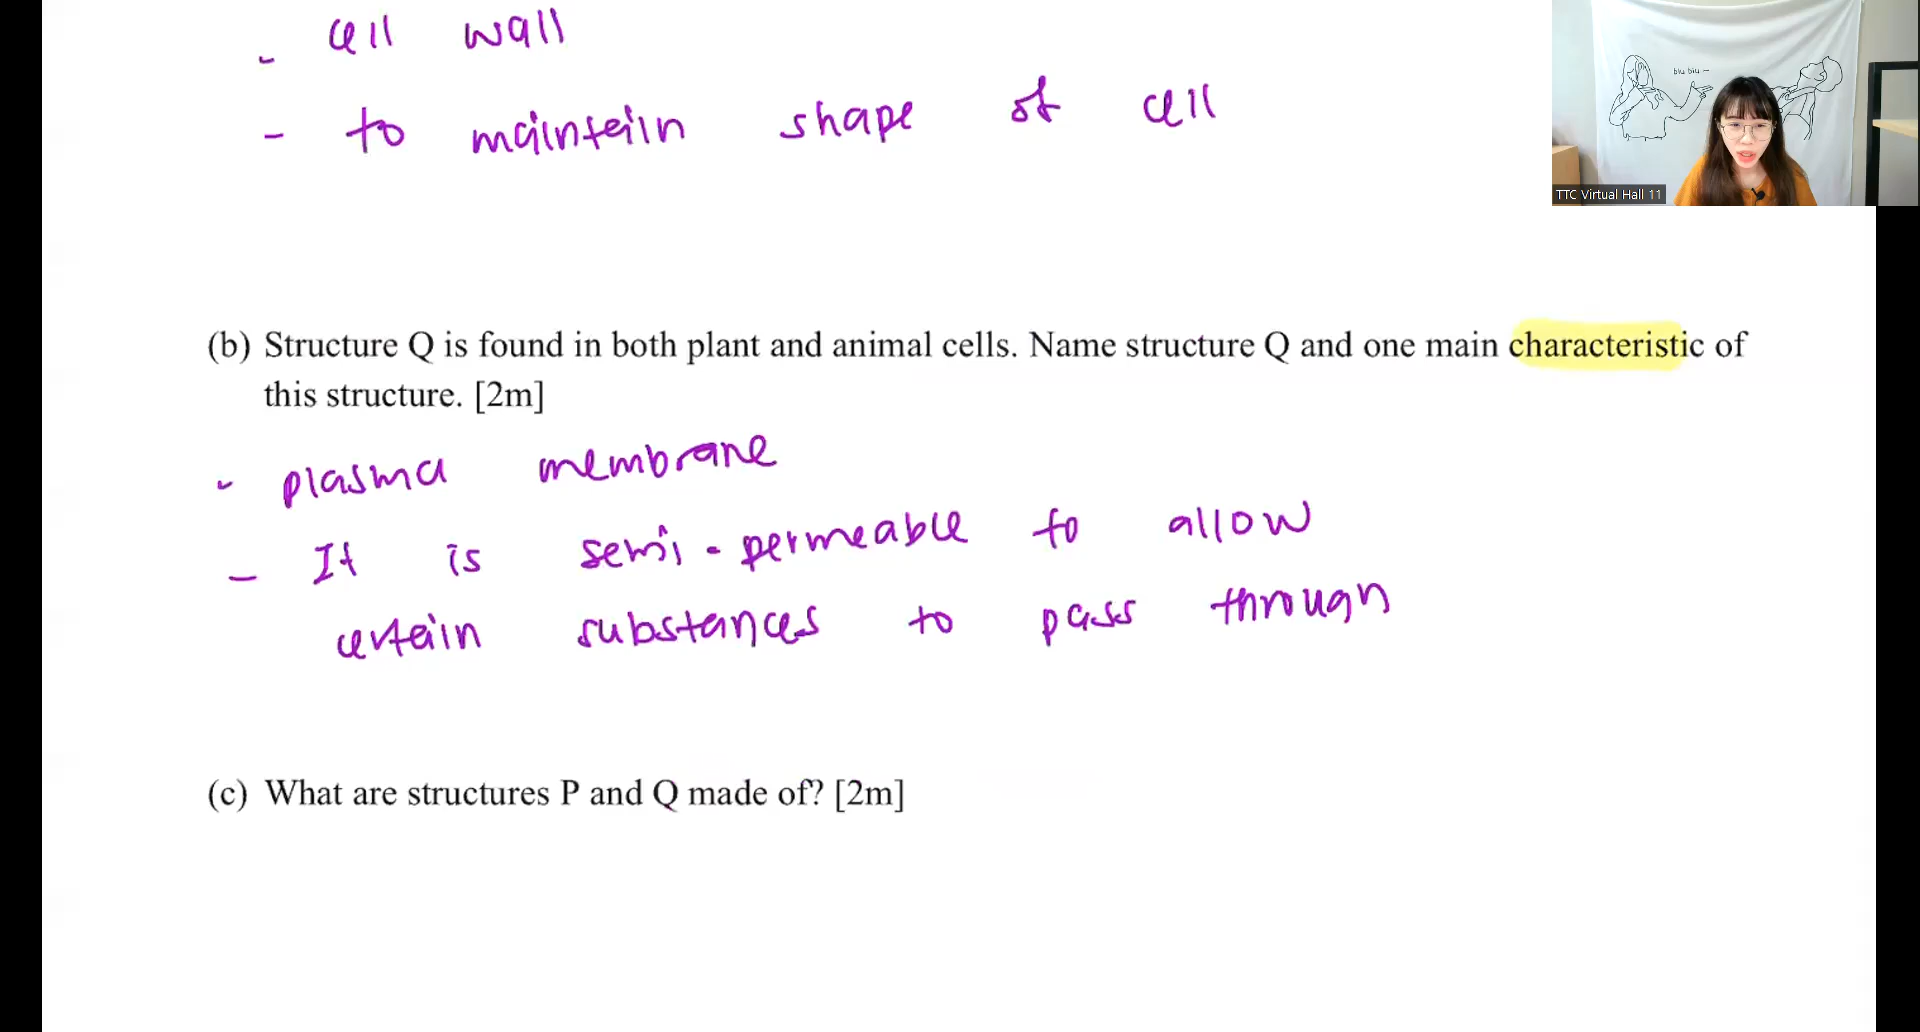 - cell wall
- to maintain shape of cell
blu blu ~
TTC Virtual Hall 11
(b) Structure Q is found in both plant and animal cells. Name structure Q and one main characteristic of
this structure. [2m]
- plasma membrane
- It is semi-permeable to allow
certain substances to pass through
(c) What are structures P and Q made of? [2m]